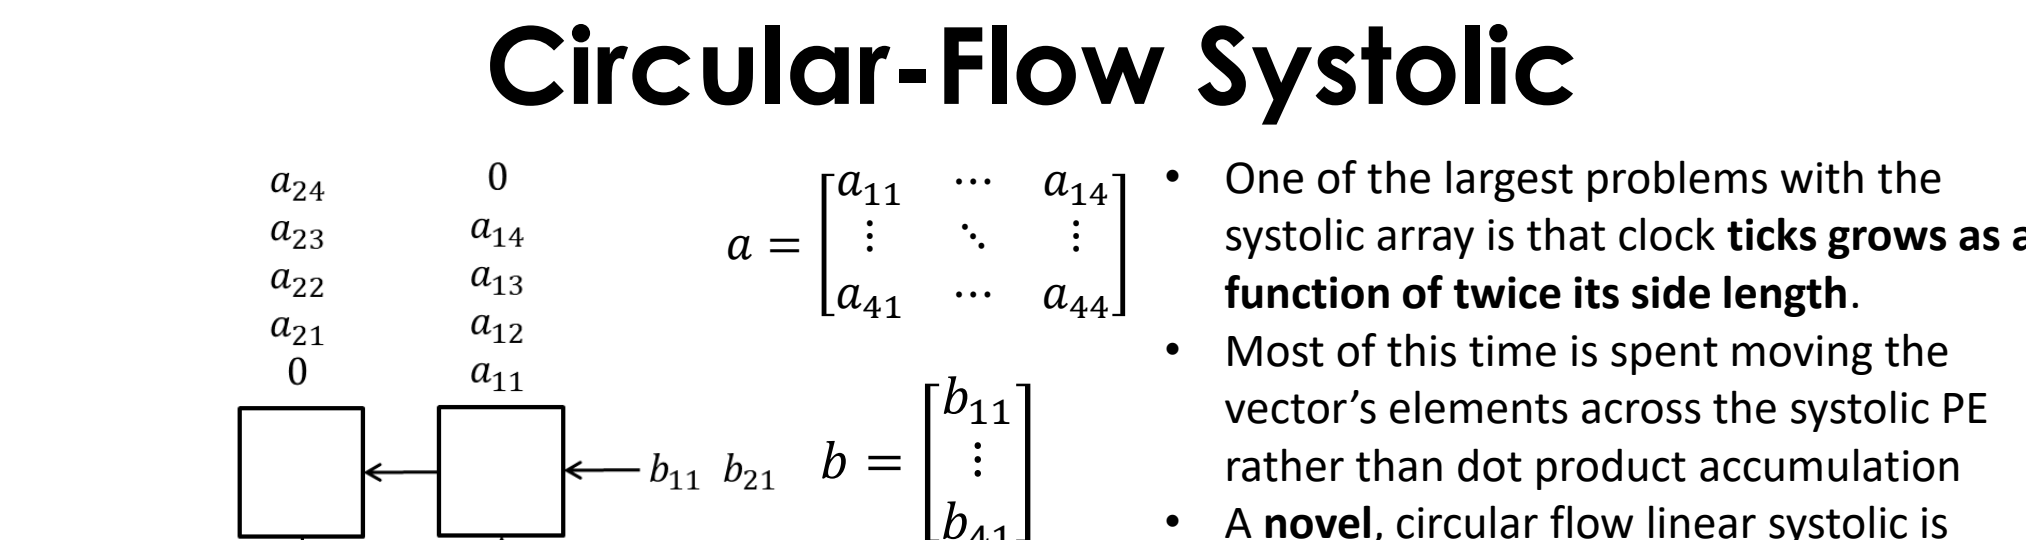 Circular-Flow Systolic
a24 0
a23 a14
a22 a13
a21 a12
0 a11
b11 b21
a = [a11 ⋯ a14
⋮ ⋱ ⋮
a41 ⋯ a44]
b = [b11
⋮
b41]
• One of the largest problems with the
systolic array is that clock ticks grows as a
function of twice its side length.
• Most of this time is spent moving the
vector’s elements across the systolic PE
rather than dot product accumulation
• A novel, circular flow linear systolic is